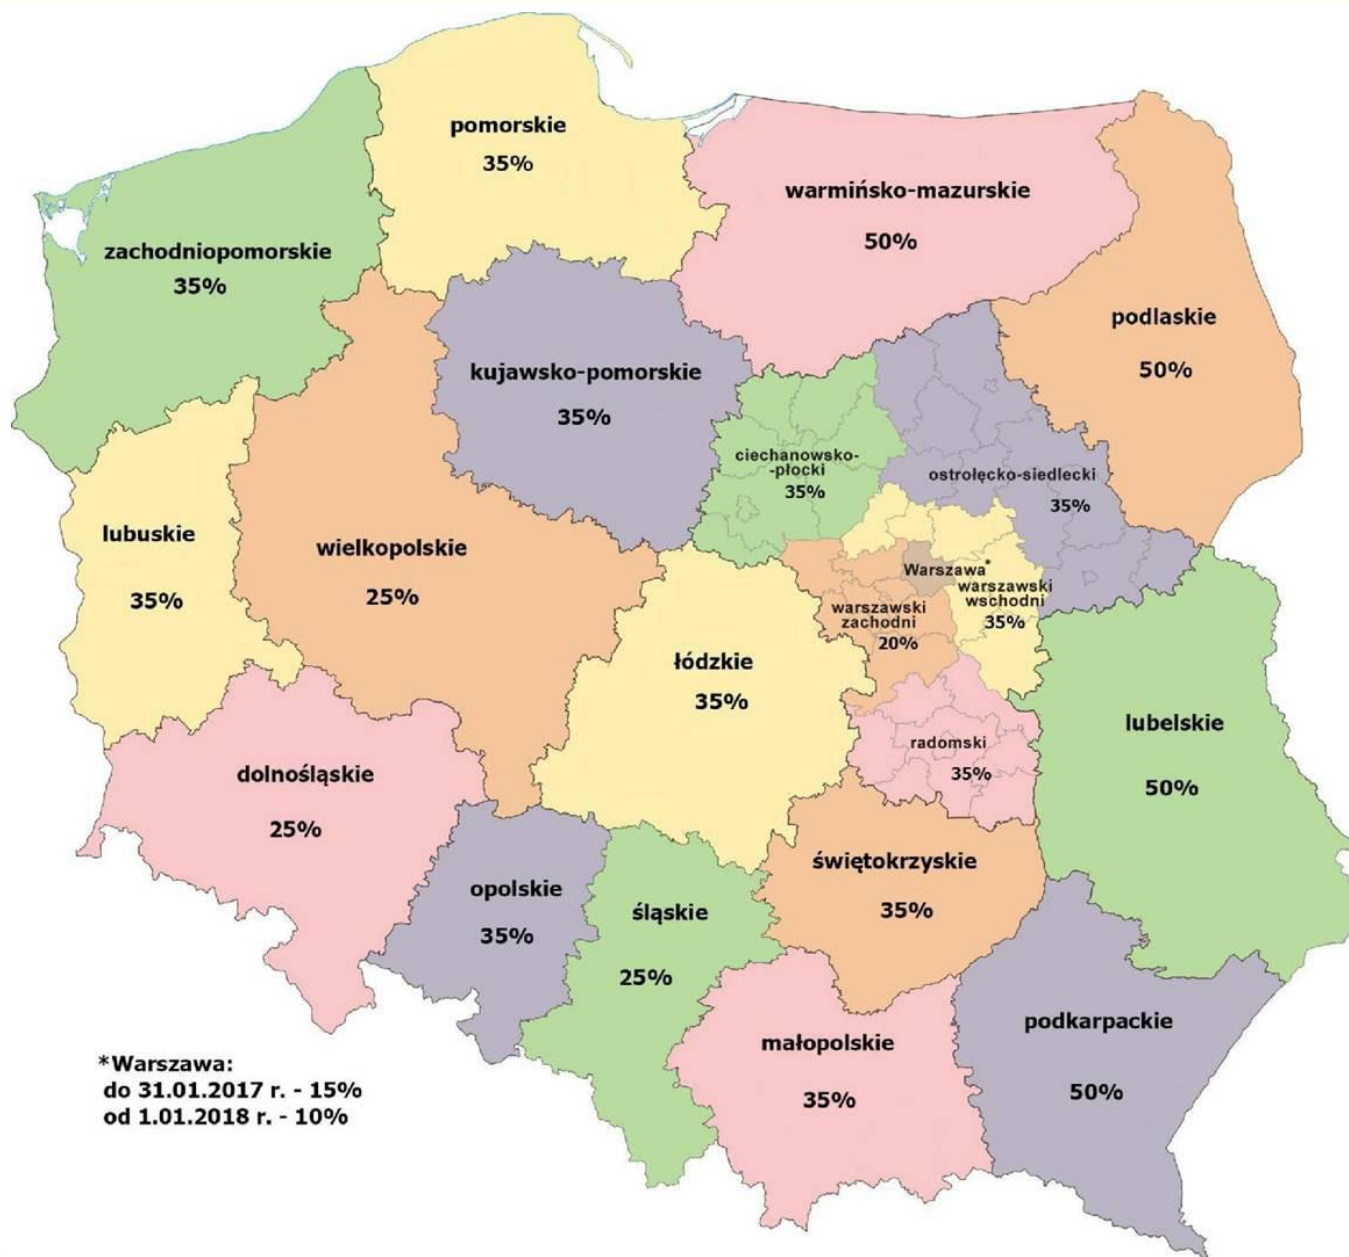 pomorskie
35%
warmińsko-mazurskie
50%
zachodniopomorskie
35%
podlaskie
50%
kujawsko-pomorskie
35%
ciechanowsko-
-płocki
35%
ostrołęcko-siedlecki
35%
lubuskie
35%
wielkopolskie
25%
Warszawa*
warszawski
wschodni
35%
warszawski
zachodni
20%
łódzkie
35%
radomski
35%
lubelskie
50%
dolnośląskie
25%
opolskie
35%
śląskie
25%
świętokrzyskie
35%
małopolskie
35%
podkarpackie
50%
*Warszawa:
do 31.01.2017 r. - 15%
od 1.01.2018 r. - 10%